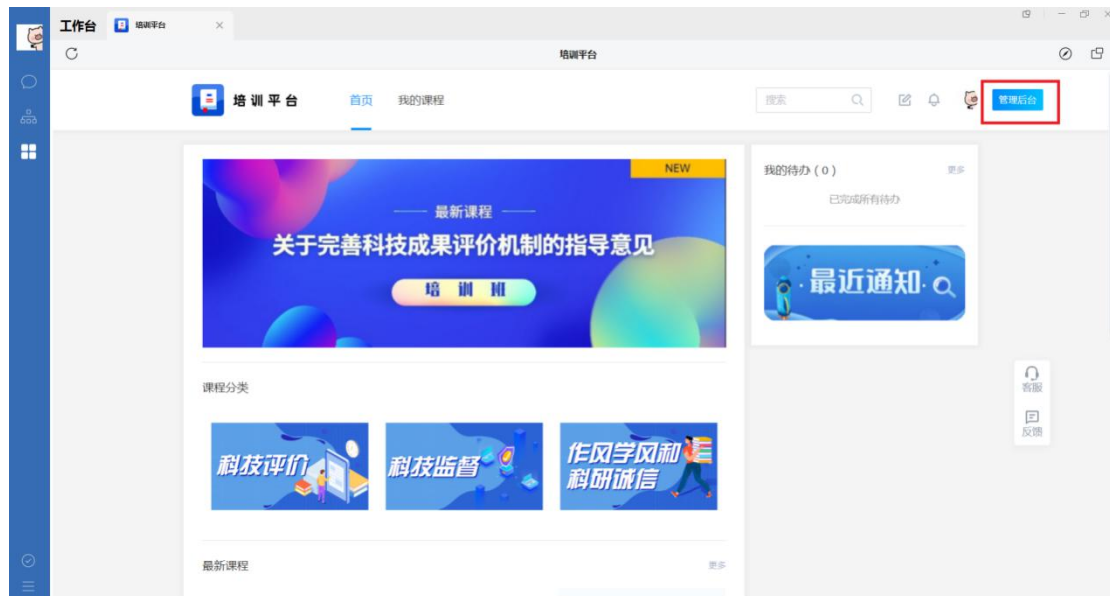 工作台
培训平台
培训平台
培训平台
首页
我的课程
搜索
管理后台
NEW
最新课程
关于完善科技成果评价机制的指导意见
培训班
我的待办(0)
更多
已完成所有待办
·最近通知·
客服
反馈
课程分类
科技评价
科技监督
作风学风和
科研诚信
最新课程
更多